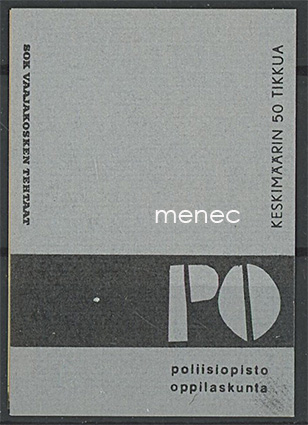 SOK VAAJAKOSKEN TEHTAAT
KESKIMÄÄRIN 50 TIKKUA
menec
PO
poliisiopisto
oppilaskunta